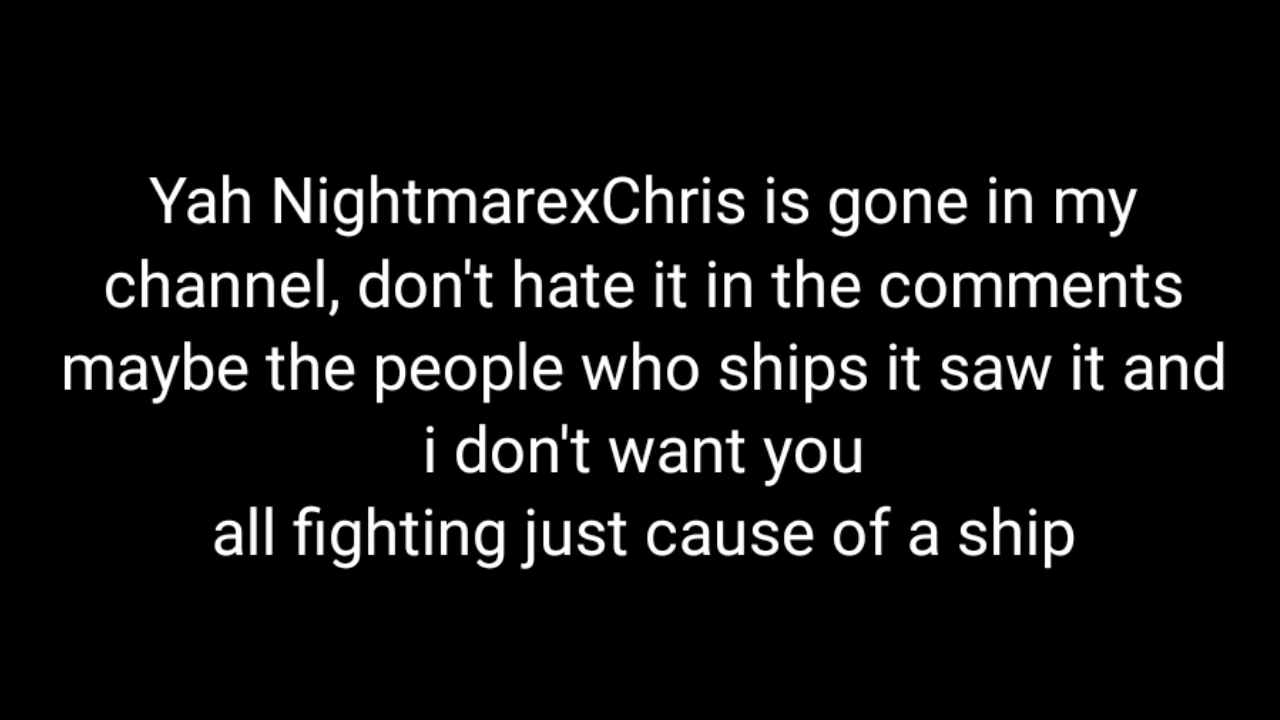 Yah NightmarexChris is gone in my
channel, don't hate it in the comments
maybe the people who ships it saw it and
i don't want you
all fighting just cause of a ship